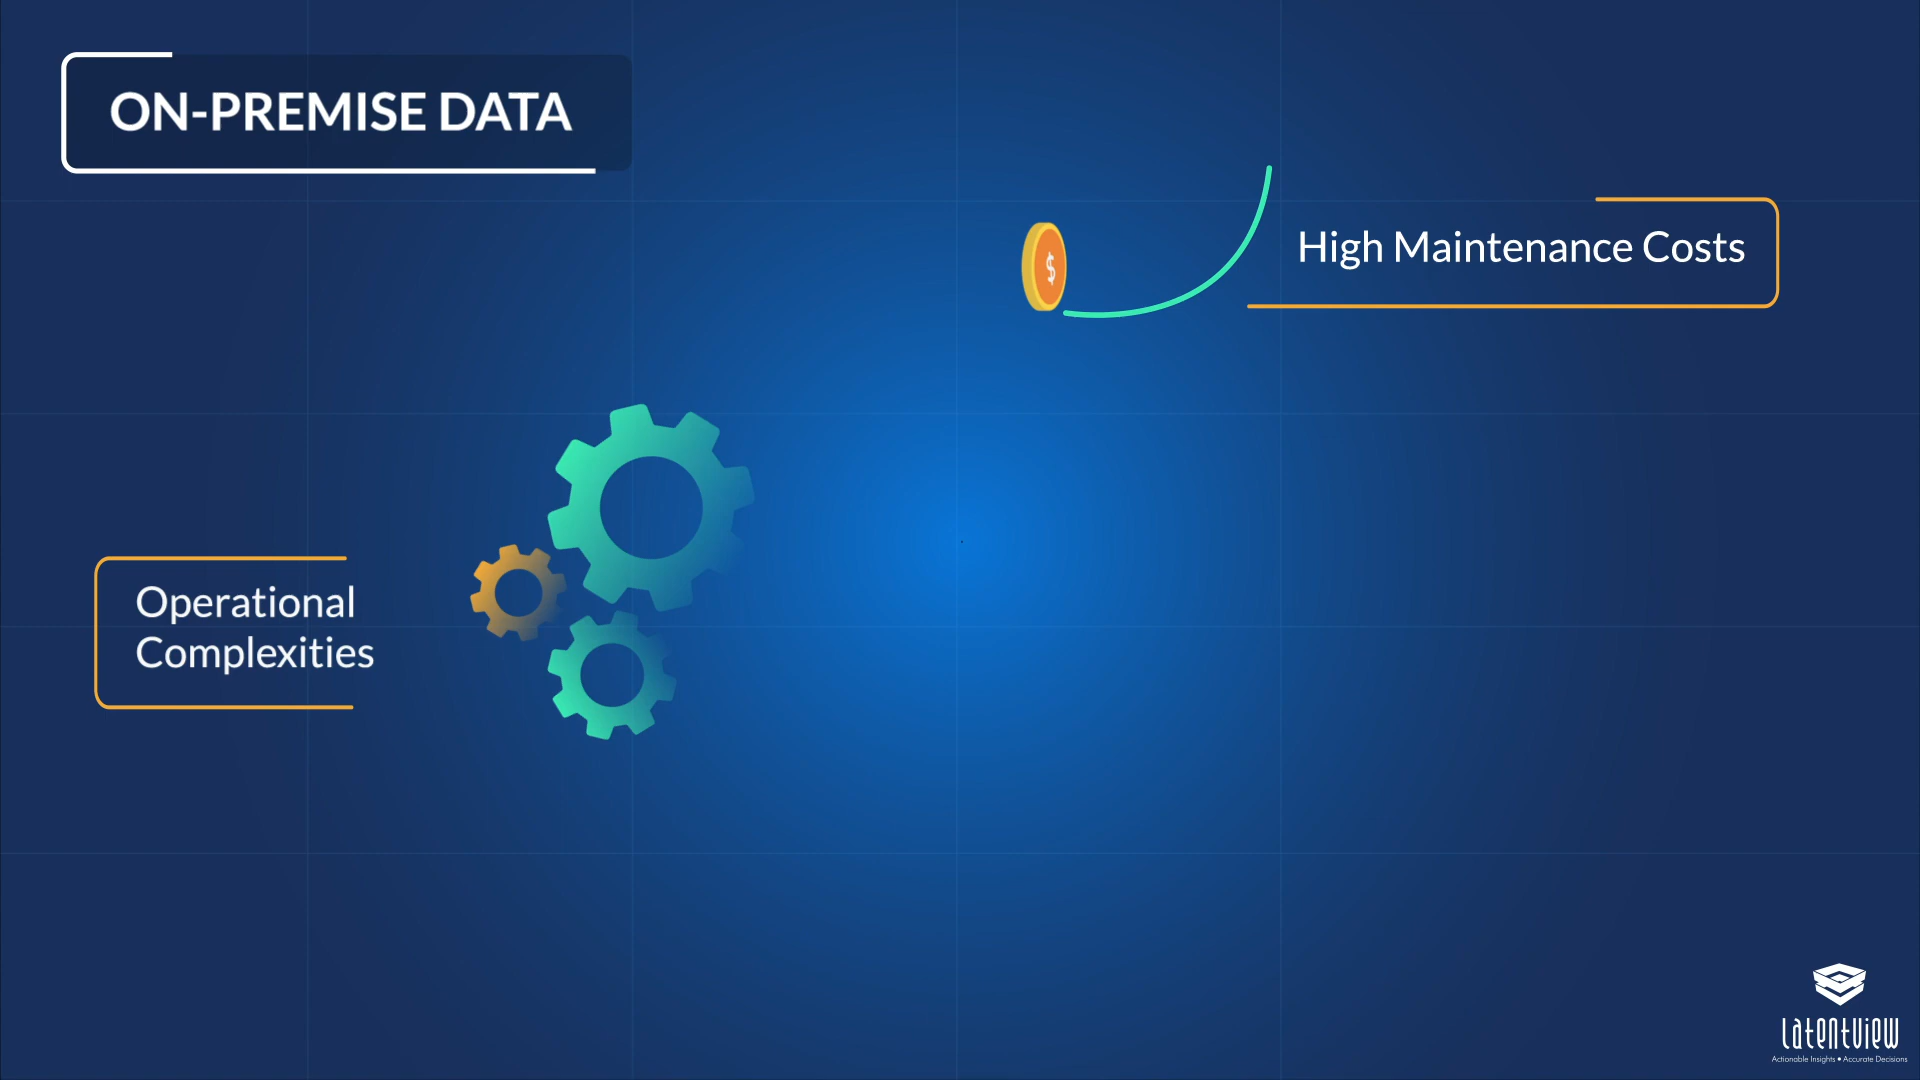 ON-PREMISE DATA
$
High Maintenance Costs
Operational
Complexities
LatentView
Actionable Insights • Accurate Decisions